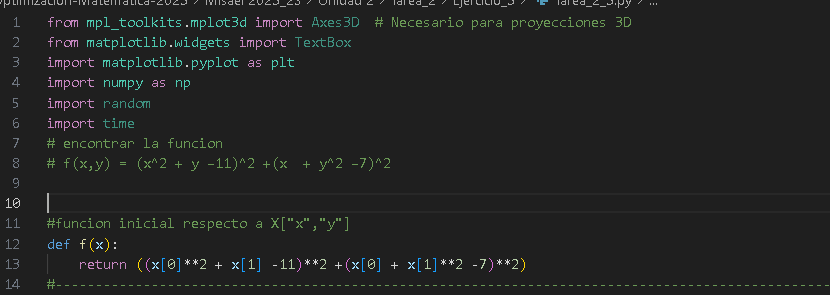 Optimizacion-Matematica-2023 > Misael 2023_23 > Unidad 2 > Tarea_2 > Ejercicio_5 > Tarea_2_5.py > ...
1 from mpl_toolkits.mplot3d import Axes3D # Necesario para proyecciones 3D
2 from matplotlib.widgets import TextBox
3 import matplotlib.pyplot as plt
4 import numpy as np
5 import random
6 import time
7 # encontrar la funcion
8 # f(x,y) = (x^2 + y -11)^2 +(x  + y^2 -7)^2
9
10
11 #funcion inicial respecto a X["x","y"]
12 def f(x):
13     return ((x[0]**2 + x[1] -11)**2 +(x[0] + x[1]**2 -7)**2)
14 #------------------------------------------------------------------------------------------